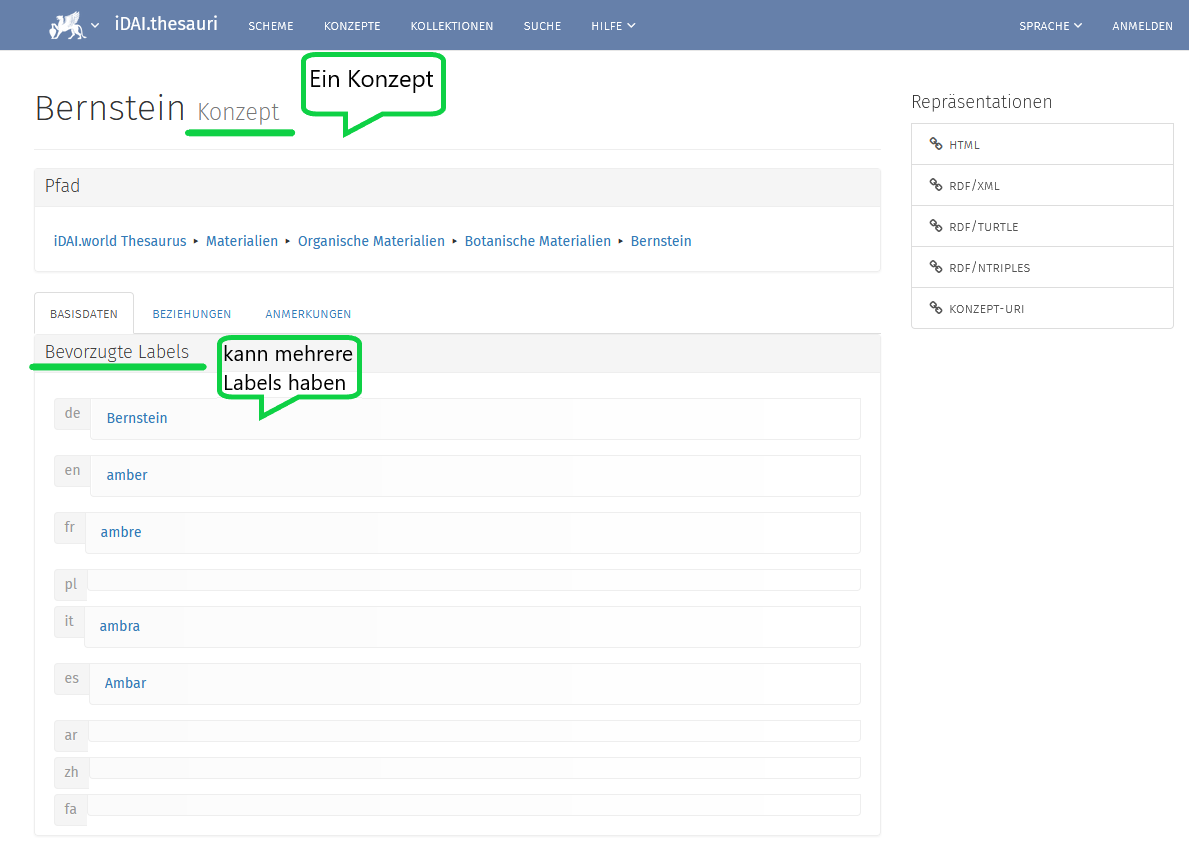 iDAI.thesauri SCHEME KONZEPTE KOLLEKTIONEN SUCHE HILFE SPRACHE ANMELDEN
Ein Konzept
Bernstein Konzept
Pfad
iDAI.world Thesaurus ‣ Materialien ‣ Organische Materialien ‣ Botanische Materialien ‣ Bernstein
BASISDATEN BEZIEHUNGEN ANMERKUNGEN
Bevorzugte Labels
kann mehrere
Labels haben
de Bernstein
en amber
fr ambre
pl
it ambra
es Ambar
ar
zh
fa
Repräsentationen
HTML
RDF/XML
RDF/TURTLE
RDF/NTRIPLES
KONZEPT-URI